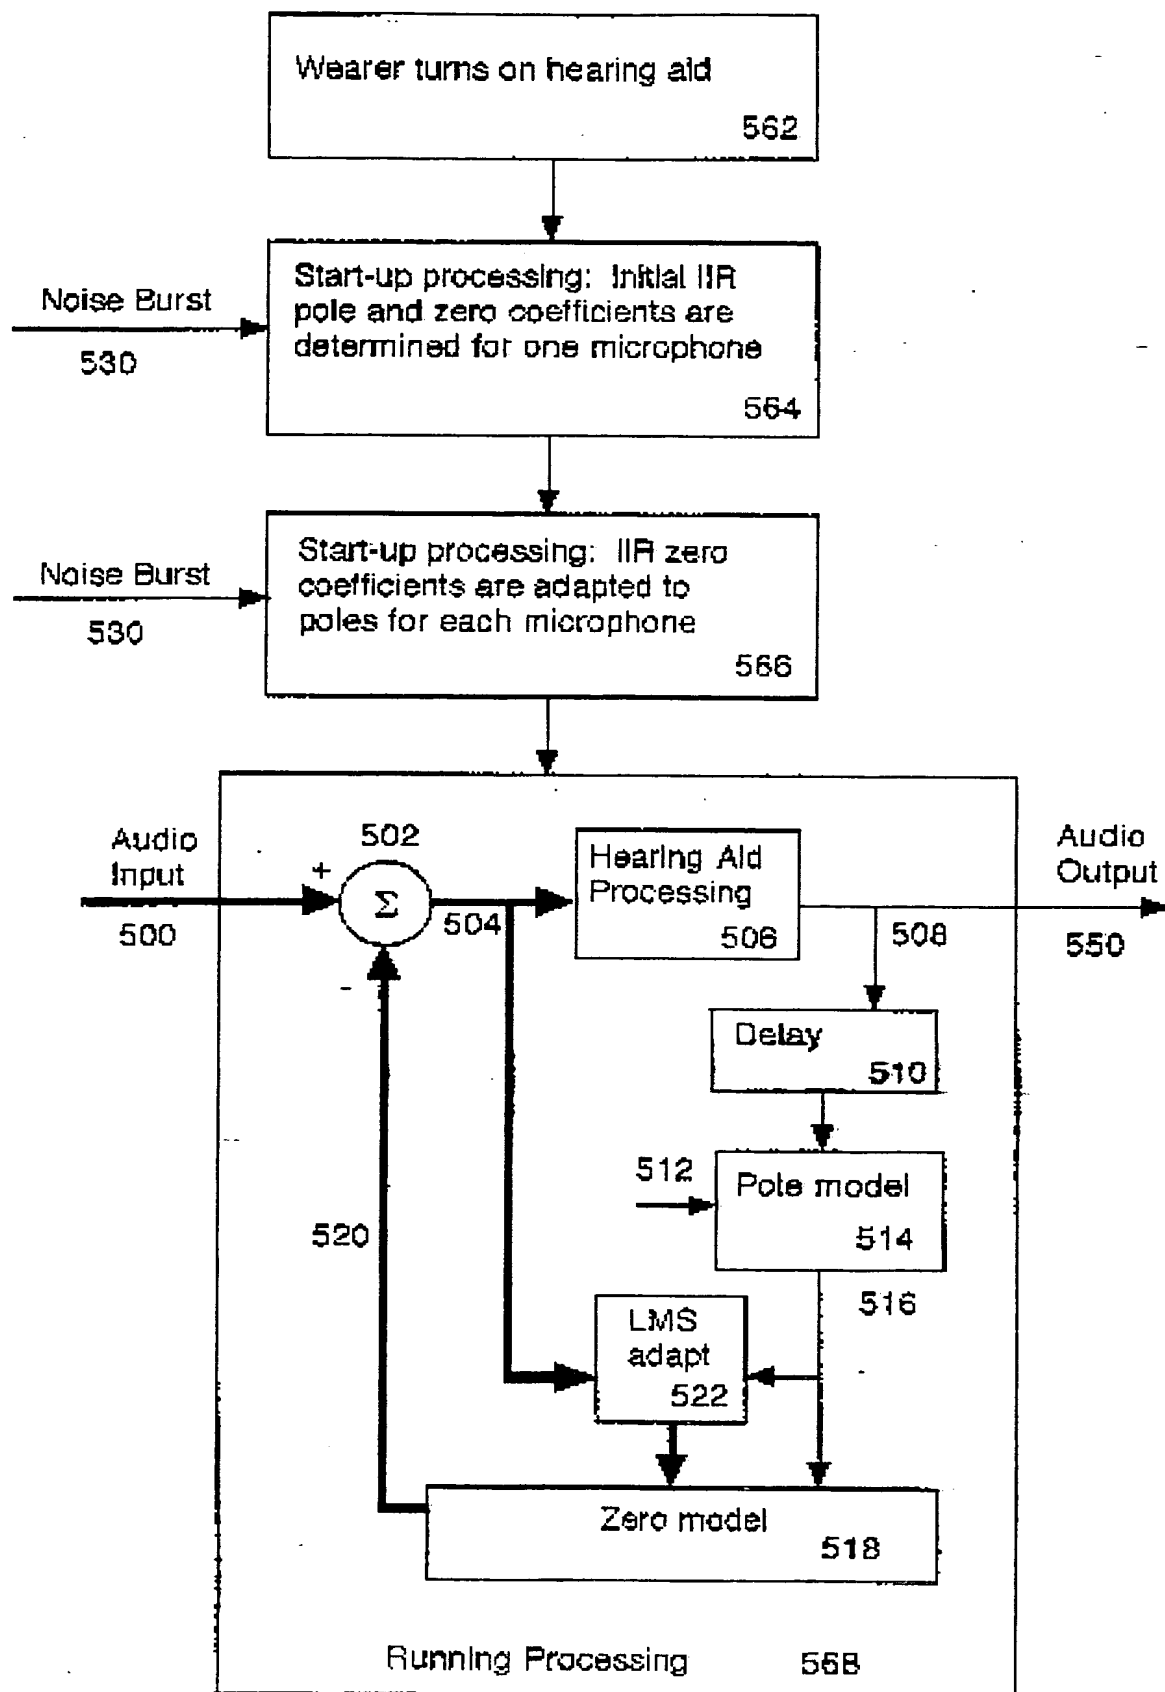 Wearer turns on hearing aid
562
Noise Burst
530
Start-up processing: Initial IIR
pole and zero coefficients are
determined for one microphone
564
Noise Burst
530
Start-up processing: IIR zero
coefficients are adapted to
poles for each microphone
566
Audio
Input
500
+
502
Σ
504
Hearing Aid
Processing
506
508
Audio
Output
550
-
Delay
510
512
Pole model
514
516
520
LMS
adapt
522
Zero model
518
Running Processing
568